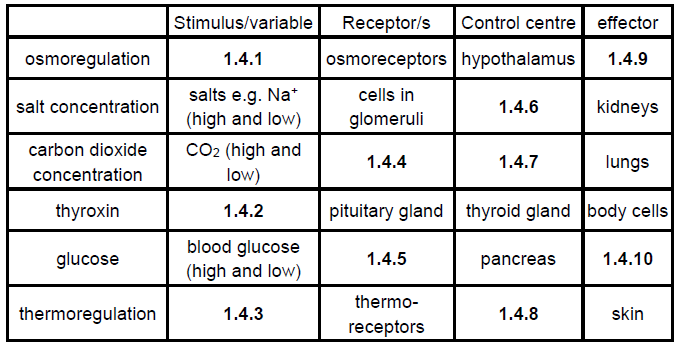 Stimulus/variable Receptor/s Control centre effector
osmoregulation 1.4.1 osmoreceptors hypothalamus 1.4.9
salt concentration salts e.g. Na⁺ (high and low) cells in glomeruli 1.4.6 kidneys
carbon dioxide concentration CO₂ (high and low) 1.4.4 1.4.7 lungs
thyroxin 1.4.2 pituitary gland thyroid gland body cells
glucose blood glucose (high and low) 1.4.5 pancreas 1.4.10
thermoregulation 1.4.3 thermo-receptors 1.4.8 skin